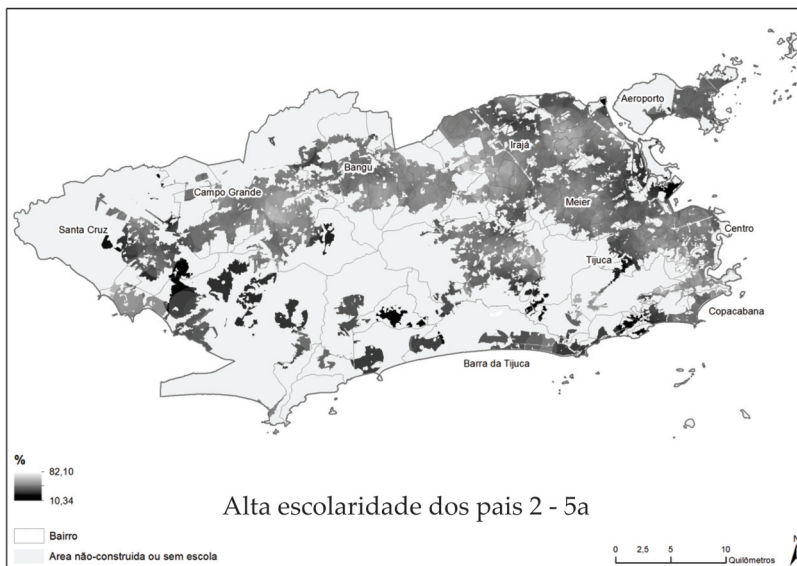 Aeroporto
Irajá
Bangu
Campo Grande
Meier
Santa Cruz
Centro
Tijuca
Copacabana
Barra da Tijuca
%
82,10
10,34
Alta escolaridade dos pais 2 - 5a
Bairro
Area não-construida ou sem escola
N
0 2,5 5 10
Quilômetros